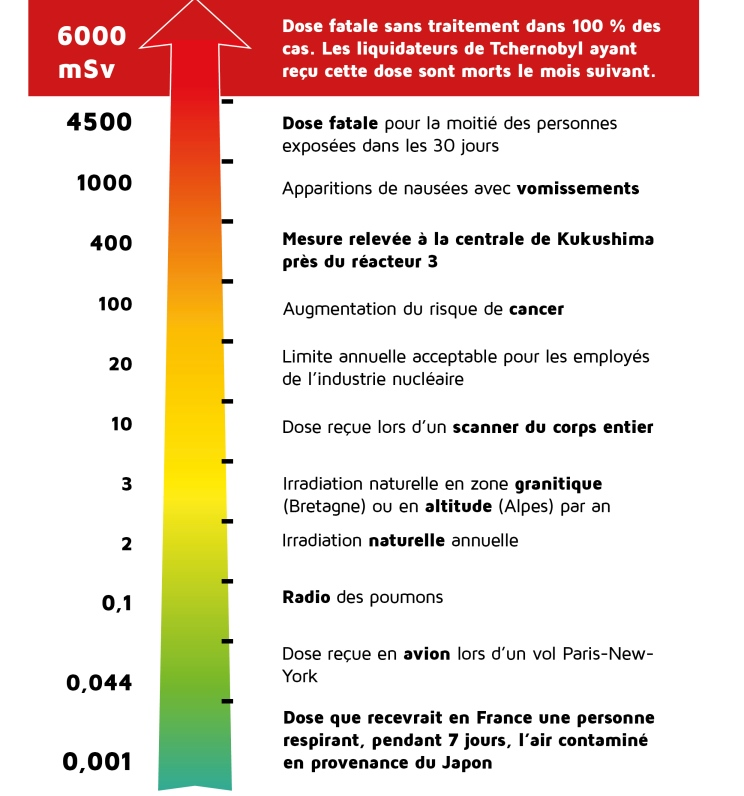 6000
mSv
Dose fatale sans traitement dans 100 % des
cas. Les liquidateurs de Tchernobyl ayant
reçu cette dose sont morts le mois suivant.
4500
Dose fatale pour la moitié des personnes
exposées dans les 30 jours
1000
Apparitions de nausées avec vomissements
400
Mesure relevée à la centrale de Kukushima
près du réacteur 3
100
Augmentation du risque de cancer
20
Limite annuelle acceptable pour les employés
de l'industrie nucléaire
10
Dose reçue lors d'un scanner du corps entier
3
Irradiation naturelle en zone granitique
(Bretagne) ou en altitude (Alpes) par an
2
Irradiation naturelle annuelle
0,1
Radio des poumons
0,044
Dose reçue en avion lors d'un vol Paris-New-
York
0,001
Dose que recevrait en France une personne
respirant, pendant 7 jours, l'air contaminé
en provenance du Japon